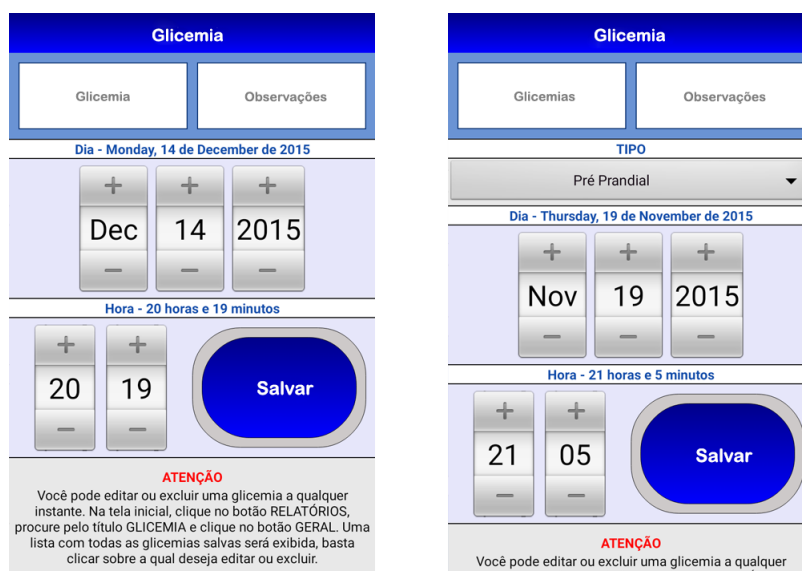 Glicemia
Glicemia
Observações
Dia - Monday, 14 de December de 2015
+ + +
Dec 14 2015
− − −
Hora - 20 horas e 19 minutos
+ +
20 19
Salvar
− −
ATENÇÃO
Você pode editar ou excluir uma glicemia a qualquer
instante. Na tela inicial, clique no botão RELATÓRIOS,
procure pelo título GLICEMIA e clique no botão GERAL. Uma
lista com todas as glicemias salvas será exibida, basta
clicar sobre a qual deseja editar ou excluir.
Glicemia
Glicemias
Observações
TIPO
Pré Prandial
Dia - Thursday, 19 de November de 2015
+ + +
Nov 19 2015
− − −
Hora - 21 horas e 5 minutos
+ +
21 05
Salvar
− −
ATENÇÃO
Você pode editar ou excluir uma glicemia a qualquer